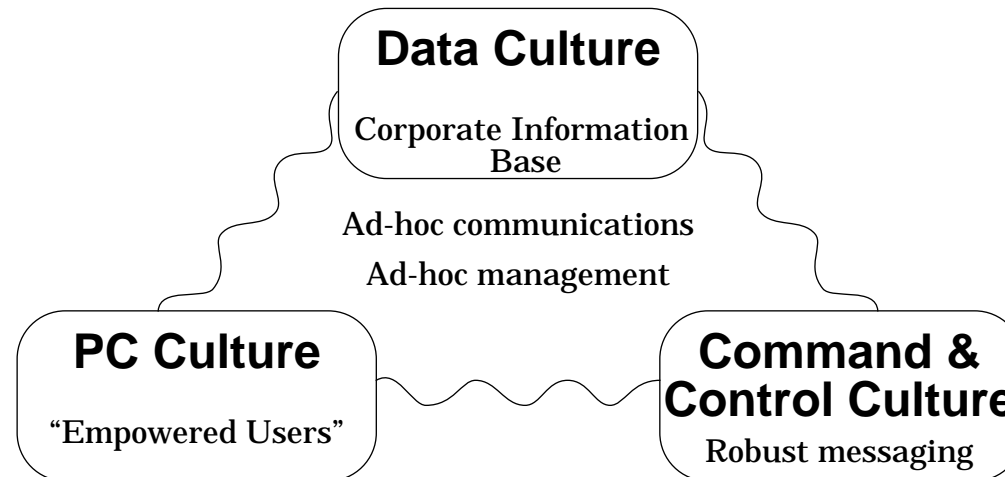 Data Culture
Corporate Information
Base
Ad-hoc communications
Ad-hoc management
PC Culture
“Empowered Users”
Command &
Control Culture
Robust messaging